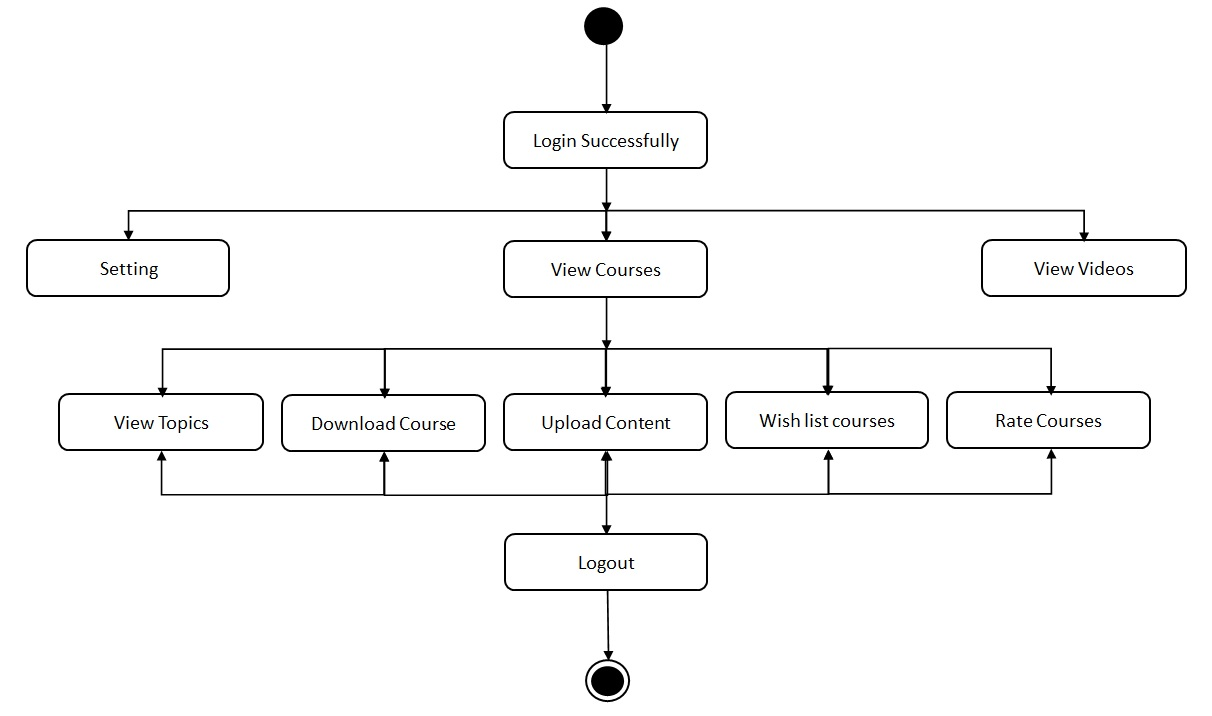 Login Successfully
Setting
View Courses
View Videos
View Topics
Download Course
Upload Content
Wish list courses
Rate Courses
Logout